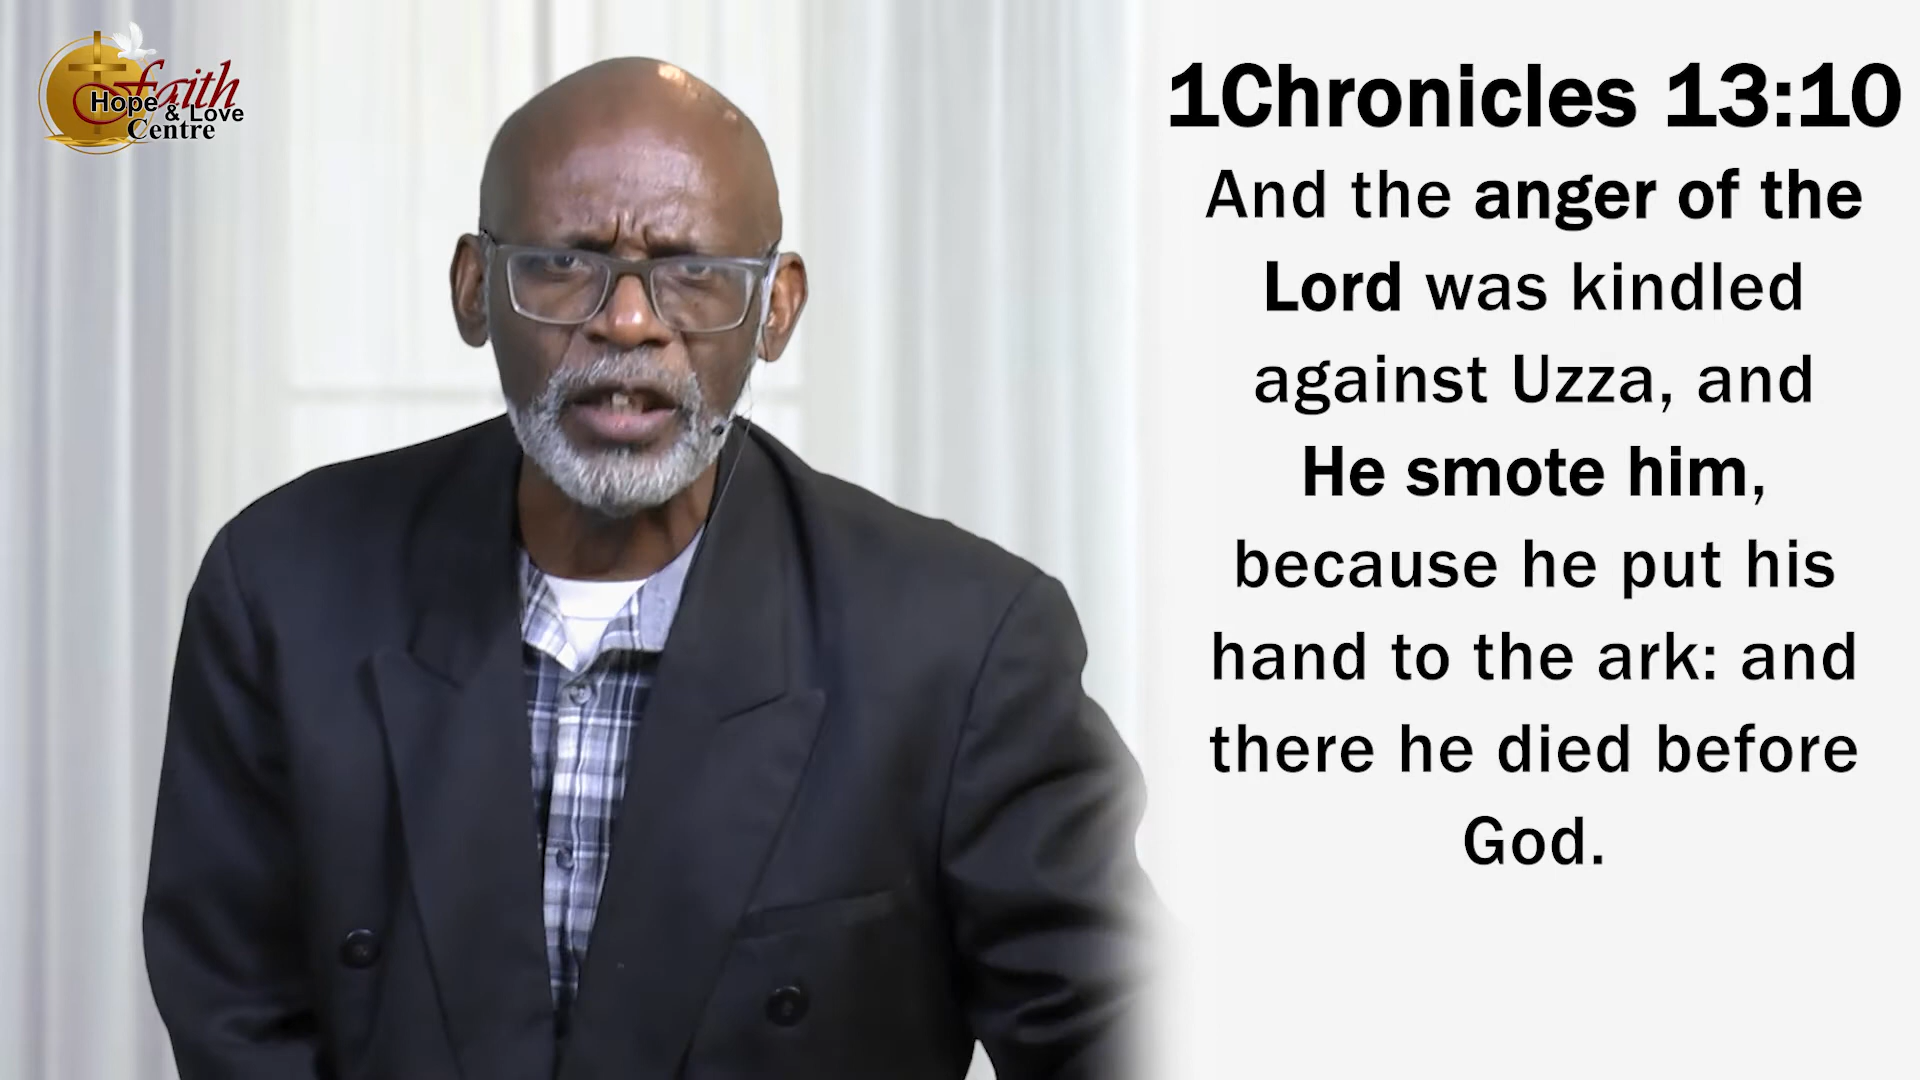 faith
Hope & Love
Centre
1Chronicles 13:10
And the anger of the
Lord was kindled
against Uzza, and
He smote him,
because he put his
hand to the ark: and
there he died before
God.